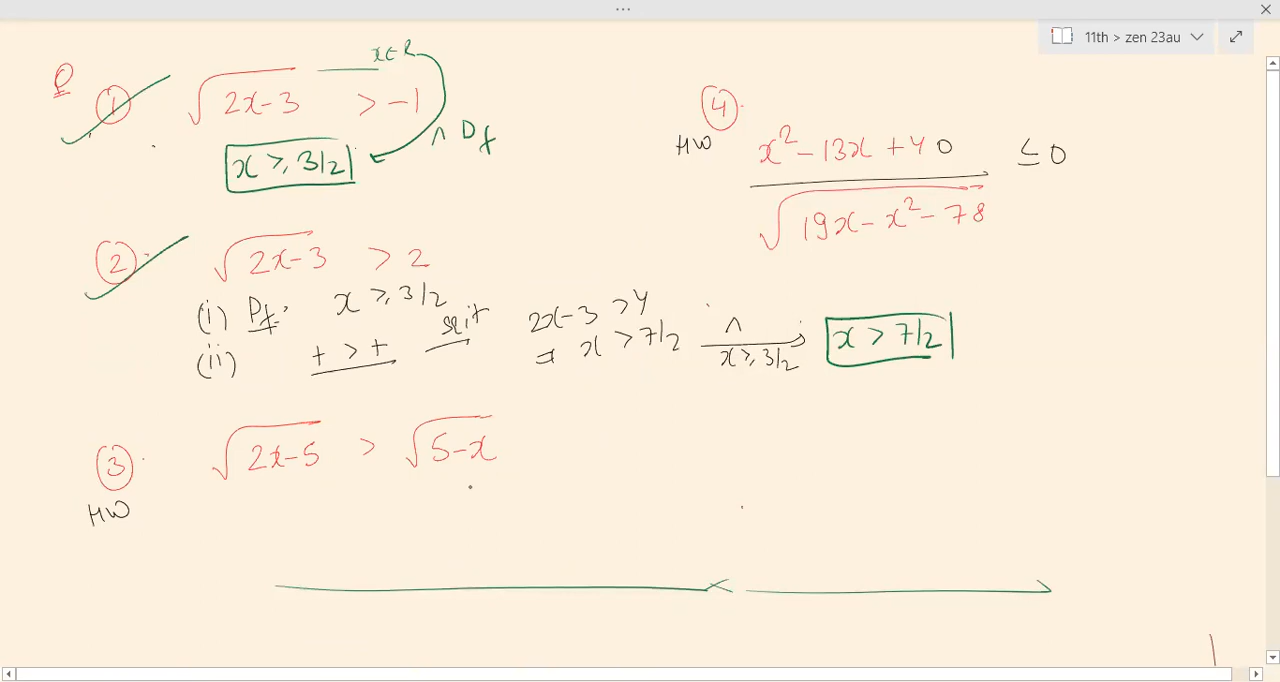 11th > zen 23au
Q
① √(2x-3) > -1
x∈R
∩ Df
x ≥ 3/2
② √(2x-3) > 2
(i) Df: x ≥ 3/2
(ii) + > + 2x-3 > 4
⇒ x > 7/2 ∩ x ≥ 3/2 x > 7/2
③ √(2x-5) > √(5-x)
HW
④
HW (x²-13x+40)/√(19x-x²-78) ≤ 0